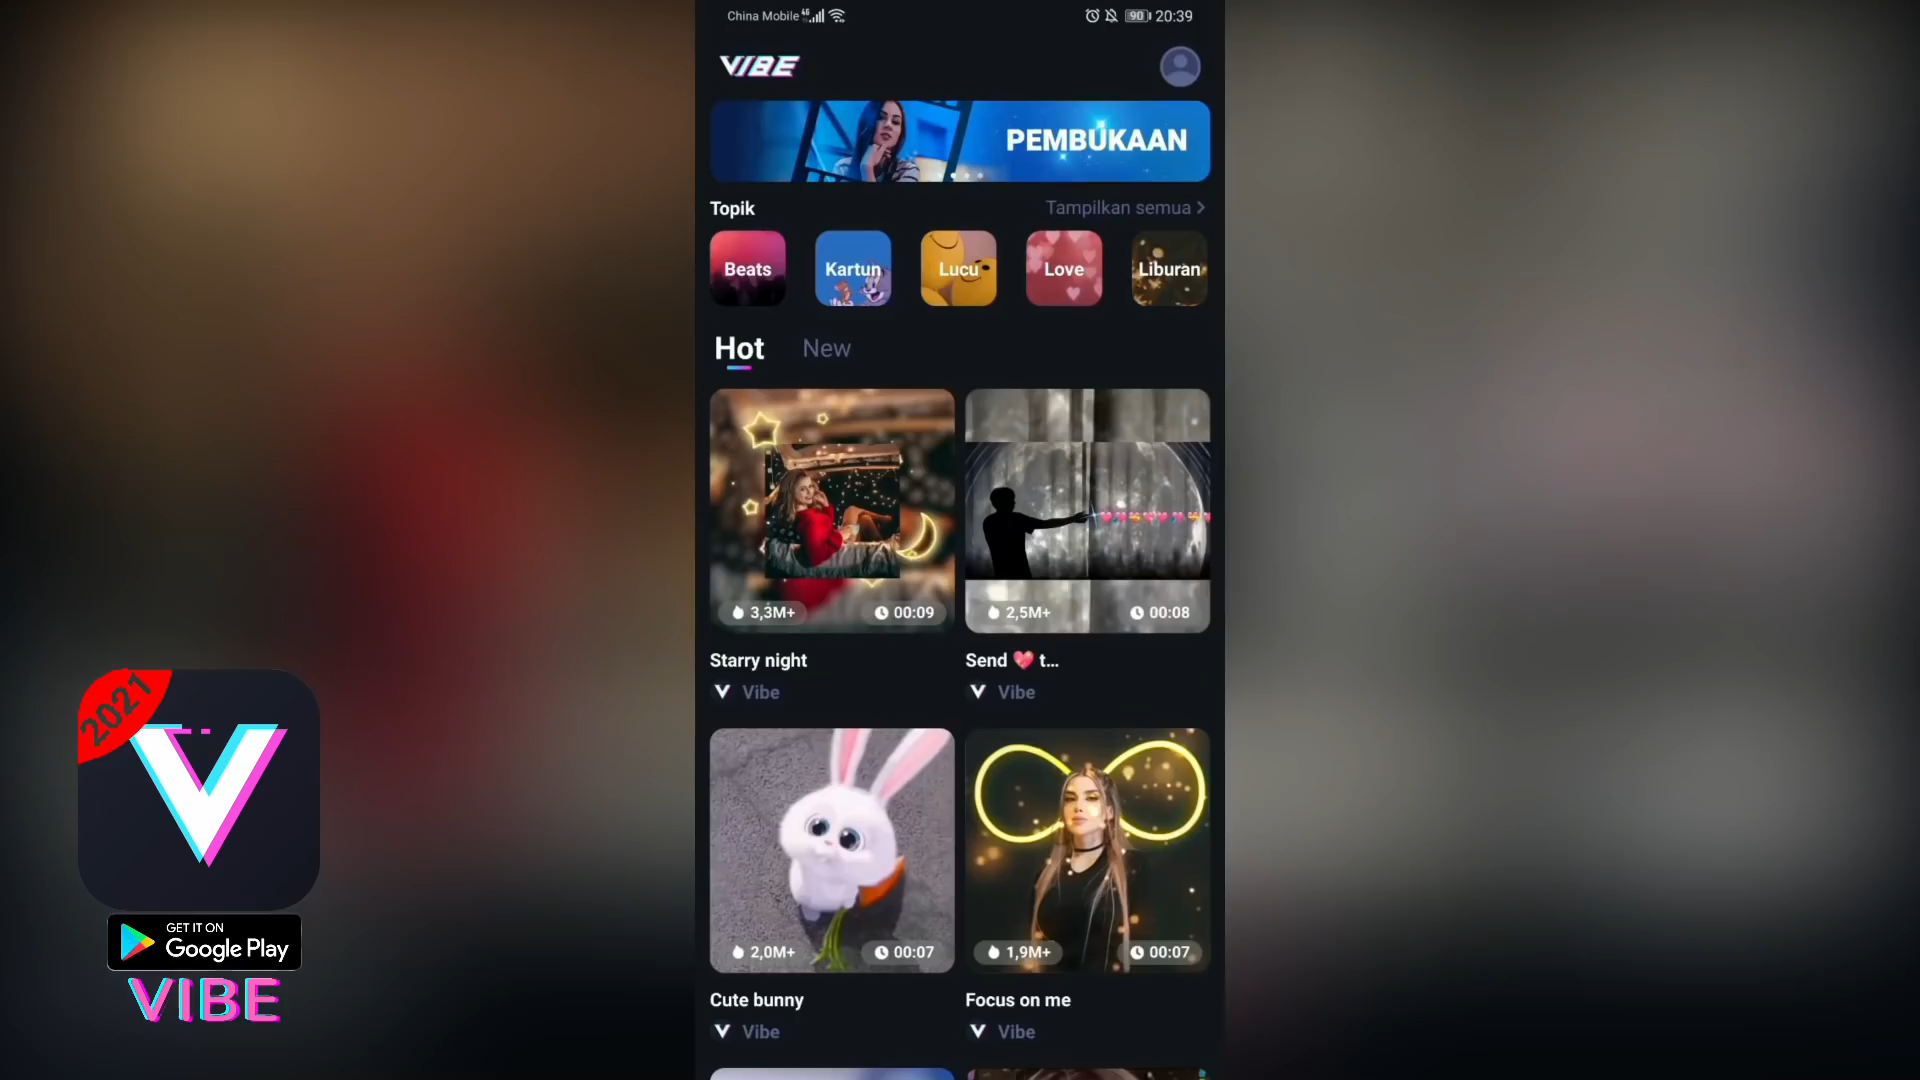 China Mobile 4G 90 20:39
VIBE
PEMBUKAAN
Topik Tampilkan semua >
Beats Kartun Lucu Love Liburan
Hot New
3,3M+ 00:09 2,5M+ 00:08
Starry night Send 💖 t...
Vibe Vibe
2,0M+ 00:07 1,9M+ 00:07
Cute bunny Focus on me
Vibe Vibe
2021
V
GET IT ON
Google Play
VIBE